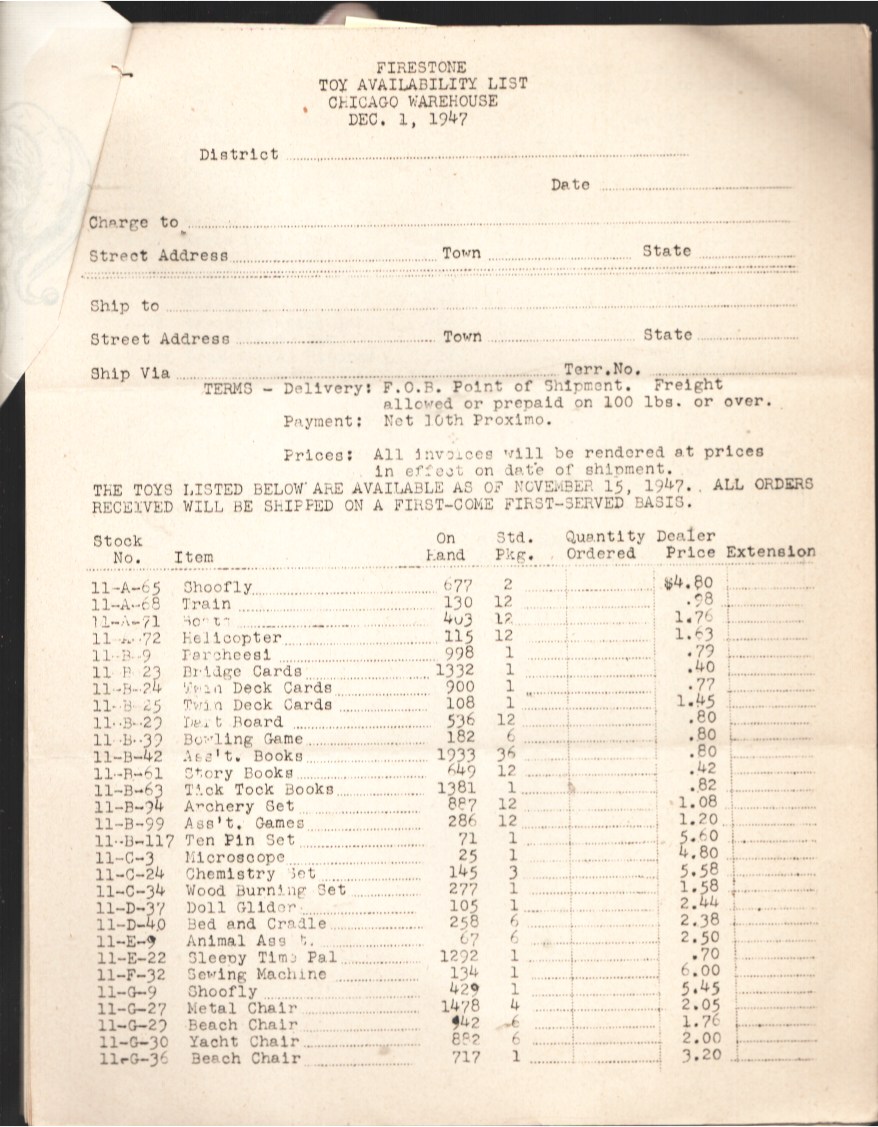 FIRESTONE
TOY AVAILABILITY LIST
CHICAGO WAREHOUSE
DEC. 1, 1947
District
Date
Charge to
Street Address Town State
Ship to
Street Address Town State
Ship Via Terr.No.
TERMS - Delivery: F.O.B. Point of Shipment. Freight
allowed or prepaid on 100 lbs. or over.
Payment: Net 10th Proximo.
Prices: All invoices will be rendered at prices
in effect on date of shipment.
THE TOYS LISTED BELOW ARE AVAILABLE AS OF NOVEMBER 15, 1947. ALL ORDERS
RECEIVED WILL BE SHIPPED ON A FIRST-COME FIRST-SERVED BASIS.
Stock On Std. Quantity Dealer
No. Item Hand Pkg. Ordered Price Extension
11-A-65 Shoofly 677 2 $4.80
11-A-68 Train 130 12 .98
11-A-71 403 12 1.76
11-A-72 Helicopter 115 12 1.63
11-B-9 Parcheesi 998 1 .79
11-B-23 Bridge Cards 1332 1 .40
11-B-24 Twin Deck Cards 900 1 .77
11-B-25 Twin Deck Cards 108 1 1.45
11-B-29 Dart Board 536 12 .80
11-B-39 Bowling Game 182 6 .80
11-B-42 Ass't. Books 1933 36 .80
11-B-61 Story Books 649 12 .42
11-B-63 Tick Tock Books 1381 1 .82
11-B-94 Archery Set 887 12 1.08
11-B-99 Ass't. Games 286 12 1.20
11-B-117 Ten Pin Set 71 1 5.60
11-C-3 Microscope 25 1 4.80
11-C-24 Chemistry Set 145 3 5.58
11-C-34 Wood Burning Set 277 1 1.58
11-D-37 Doll Glider 105 1 2.44
11-D-40 Bed and Cradle 258 6 2.38
11-E-9 Animal Ass't. 67 6 2.50
11-E-22 Sleepy Time Pal 1292 1 .70
11-F-32 Sewing Machine 134 1 6.00
11-G-9 Shoofly 429 1 5.45
11-G-27 Metal Chair 1478 4 2.05
11-G-29 Beach Chair 942 6 1.76
11-G-30 Yacht Chair 882 6 2.00
11-G-36 Beach Chair 717 1 3.20